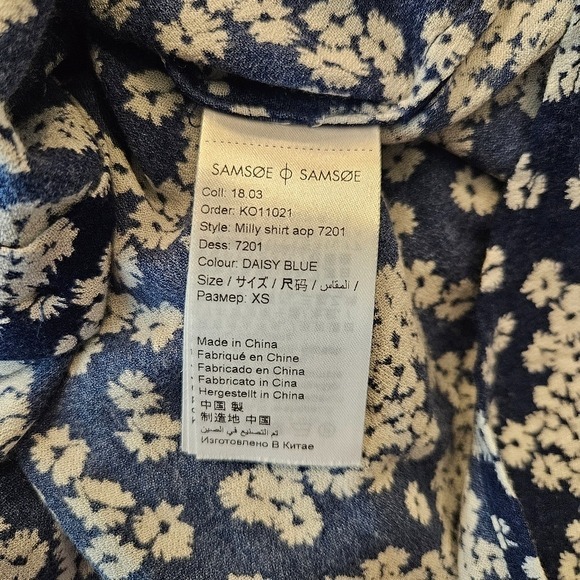 SAMSØE ⌽ SAMSØE
Coll: 18.03
Order: KO11021
Style: Milly shirt aop 7201
Dess: 7201
Colour: DAISY BLUE
Size / サイズ / 尺码 / المقاس /
Размер: XS
Made in China
Fabriqué en Chine
Fabricado en China
Fabbricato in Cina
Hergestellt in China
中国 製
制造地 中国
تم التصنيع في الصين
Изготовлено В Китае